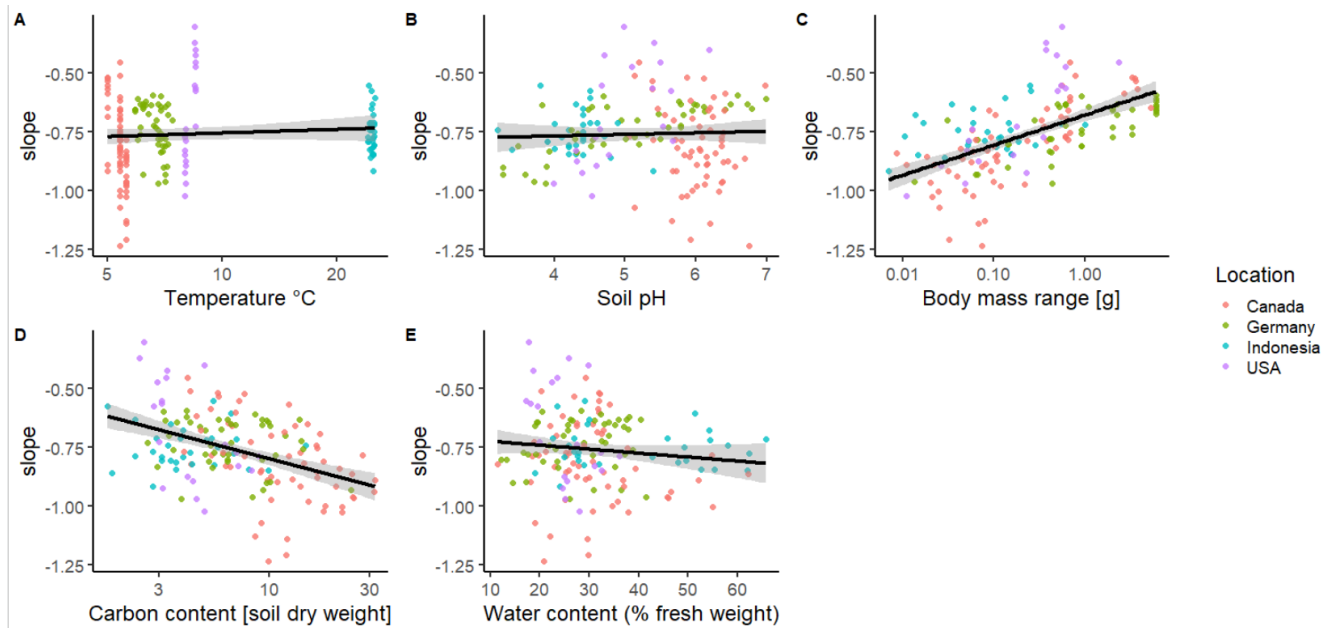 A
-0.50
-0.75
-1.00
-1.25
slope
5
10
20
Temperature °C
B
-0.50
-0.75
-1.00
-1.25
slope
4
5
6
7
Soil pH
C
-0.50
-0.75
-1.00
-1.25
slope
0.01
0.10
1.00
Body mass range [g]
D
-0.50
-0.75
-1.00
-1.25
slope
3
10
30
Carbon content [soil dry weight]
E
-0.50
-0.75
-1.00
-1.25
slope
10
20
30
40
50
60
Water content (% fresh weight)
Location
Canada
Germany
Indonesia
USA